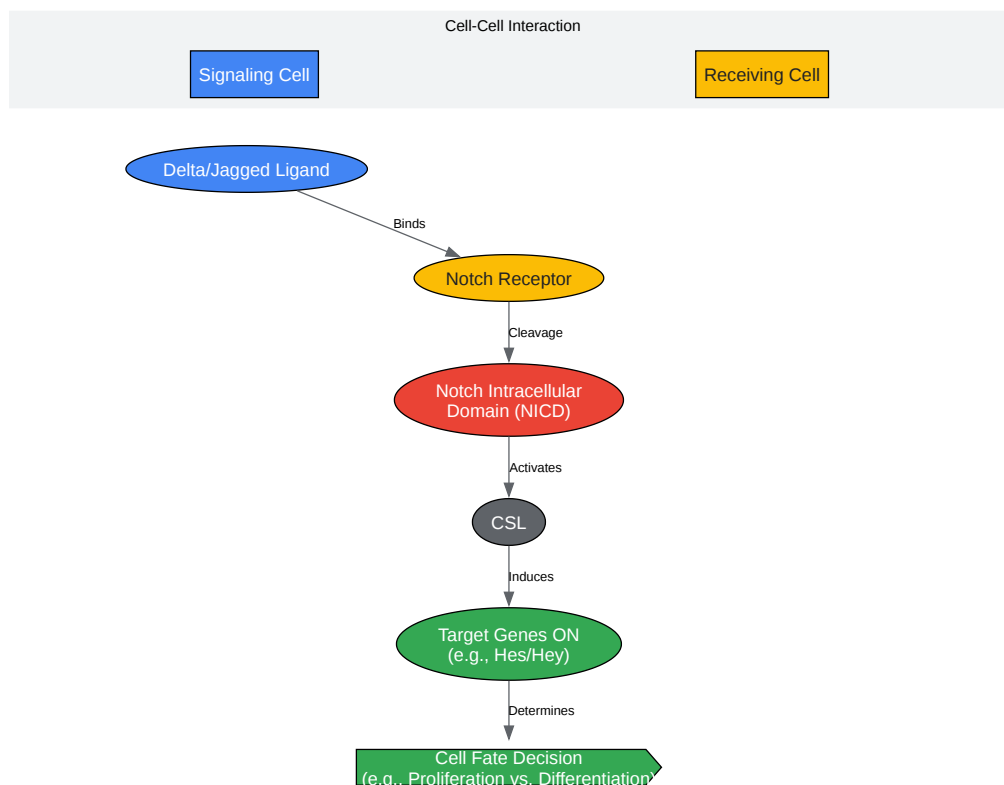 Cell-Cell Interaction
Signaling Cell
Receiving Cell
Delta/Jagged Ligand
Binds
Notch Receptor
Cleavage
Notch Intracellular
Domain (NICD)
Activates
CSL
Induces
Target Genes ON
(e.g., Hes/Hey)
Determines
Cell Fate Decision
(e.g., Proliferation vs. Differentiation)